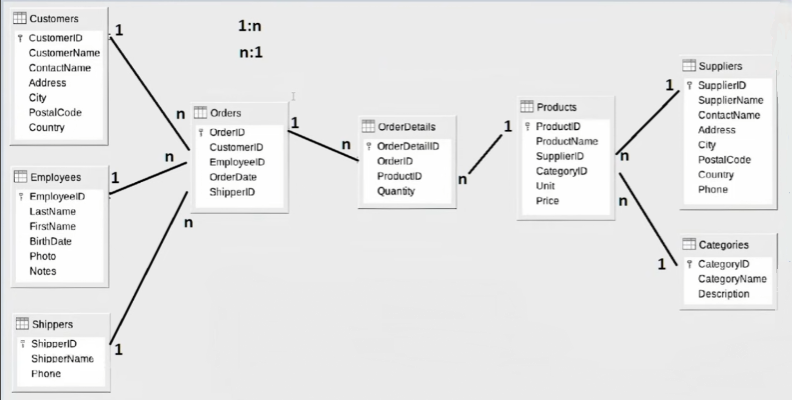 Customers
CustomerID
CustomerName
ContactName
Address
City
PostalCode
Country
1
1:n
n:1
n
Employees
EmployeeID
LastName
FirstName
BirthDate
Photo
Notes
1
n
Shippers
ShipperID
ShipperName
Phone
1
n
Orders
OrderID
CustomerID
EmployeeID
OrderDate
ShipperID
1
n
OrderDetails
OrderDetailID
OrderID
ProductID
Quantity
n
1
Products
ProductID
ProductName
SupplierID
CategoryID
Unit
Price
n
n
1
Suppliers
SupplierID
SupplierName
ContactName
Address
City
PostalCode
Country
Phone
1
Categories
CategoryID
CategoryName
Description